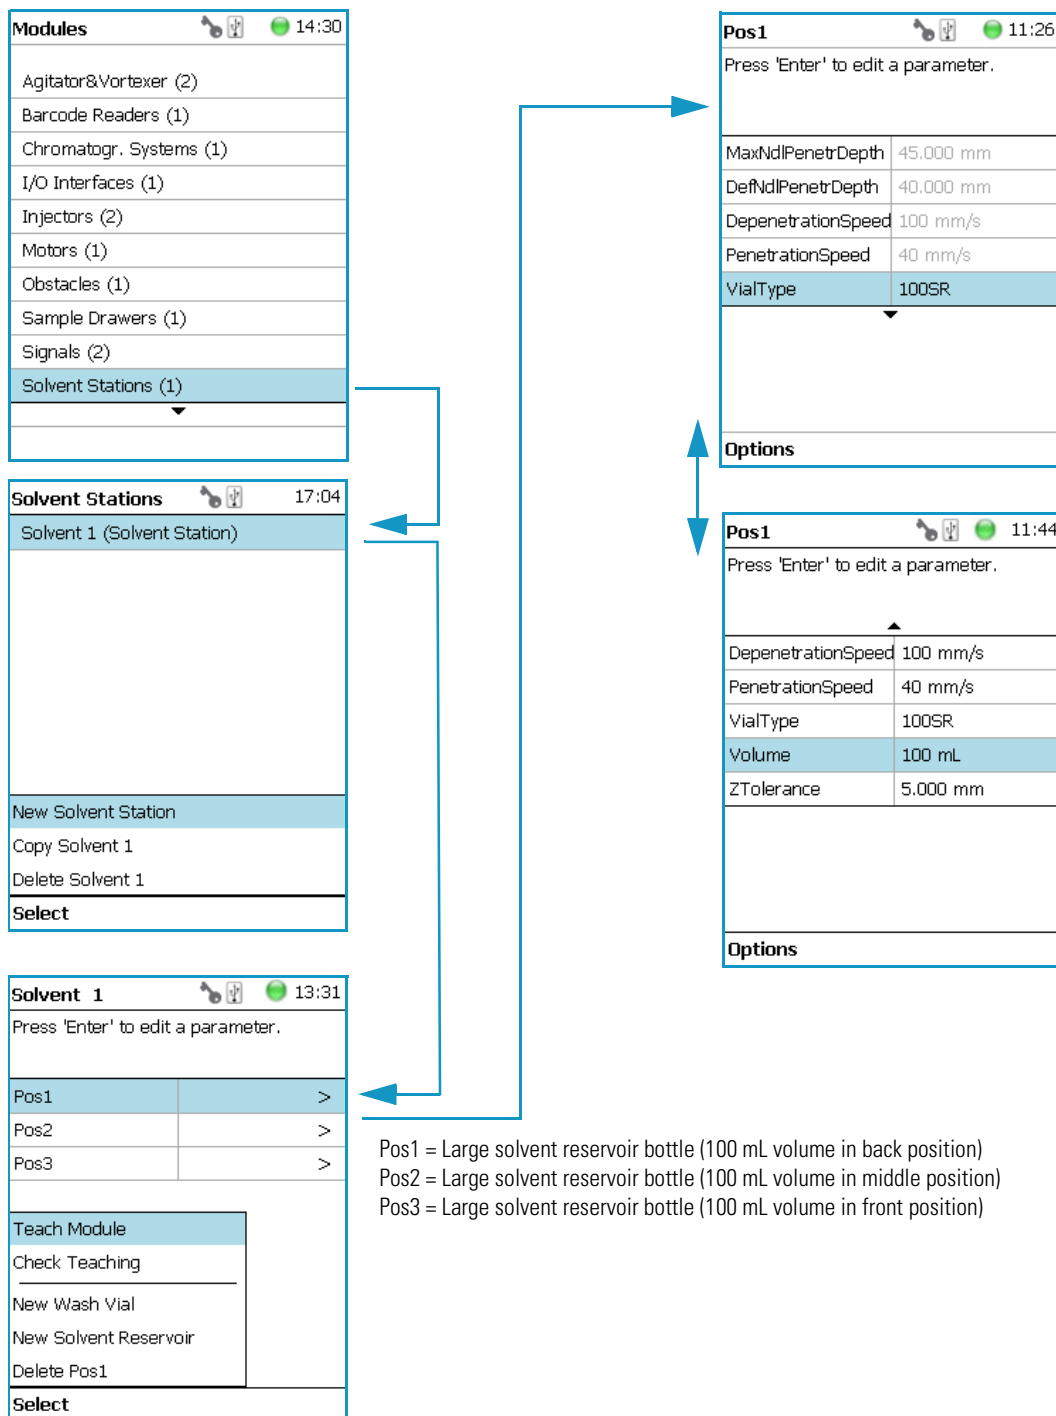 Modules 14:30
Agitator&Vortexer (2)
Barcode Readers (1)
Chromatogr. Systems (1)
I/O Interfaces (1)
Injectors (2)
Motors (1)
Obstacles (1)
Sample Drawers (1)
Signals (2)
Solvent Stations (1)
Solvent Stations 17:04
Solvent 1 (Solvent Station)
New Solvent Station
Copy Solvent 1
Delete Solvent 1
Select
Solvent 1 13:31
Press 'Enter' to edit a parameter.
Pos1 >
Pos2 >
Pos3 >
Teach Module
Check Teaching
New Wash Vial
New Solvent Reservoir
Delete Pos1
Select
Pos1 11:26
Press 'Enter' to edit a parameter.
MaxNdlPenetrDepth 45.000 mm
DefNdlPenetrDepth 40.000 mm
DepenetrationSpeed 100 mm/s
PenetrationSpeed 40 mm/s
VialType 100SR
Options
Pos1 11:44
Press 'Enter' to edit a parameter.
DepenetrationSpeed 100 mm/s
PenetrationSpeed 40 mm/s
VialType 100SR
Volume 100 mL
ZTolerance 5.000 mm
Options
Pos1 = Large solvent reservoir bottle (100 mL volume in back position)
Pos2 = Large solvent reservoir bottle (100 mL volume in middle position)
Pos3 = Large solvent reservoir bottle (100 mL volume in front position)